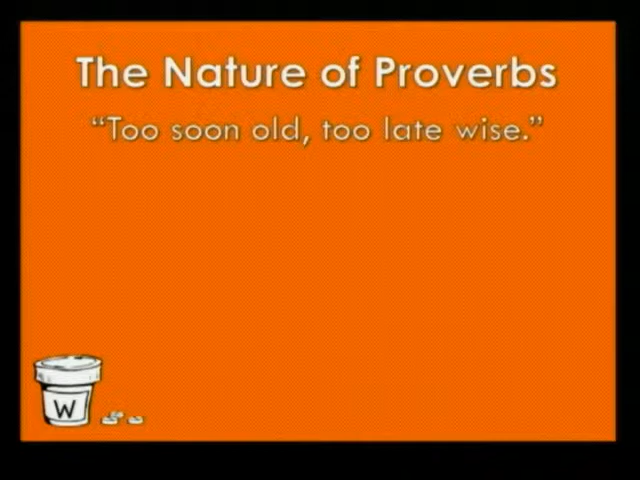 The Nature of Proverbs
“Too soon old, too late wise.”
W